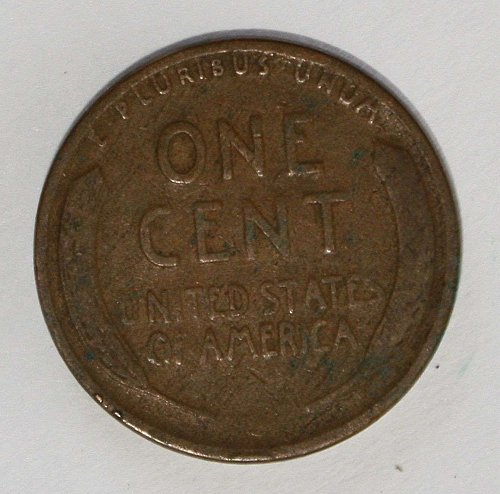 E PLURIBUS UNUM
ONE
CENT
UNITED STATES
OF AMERICA